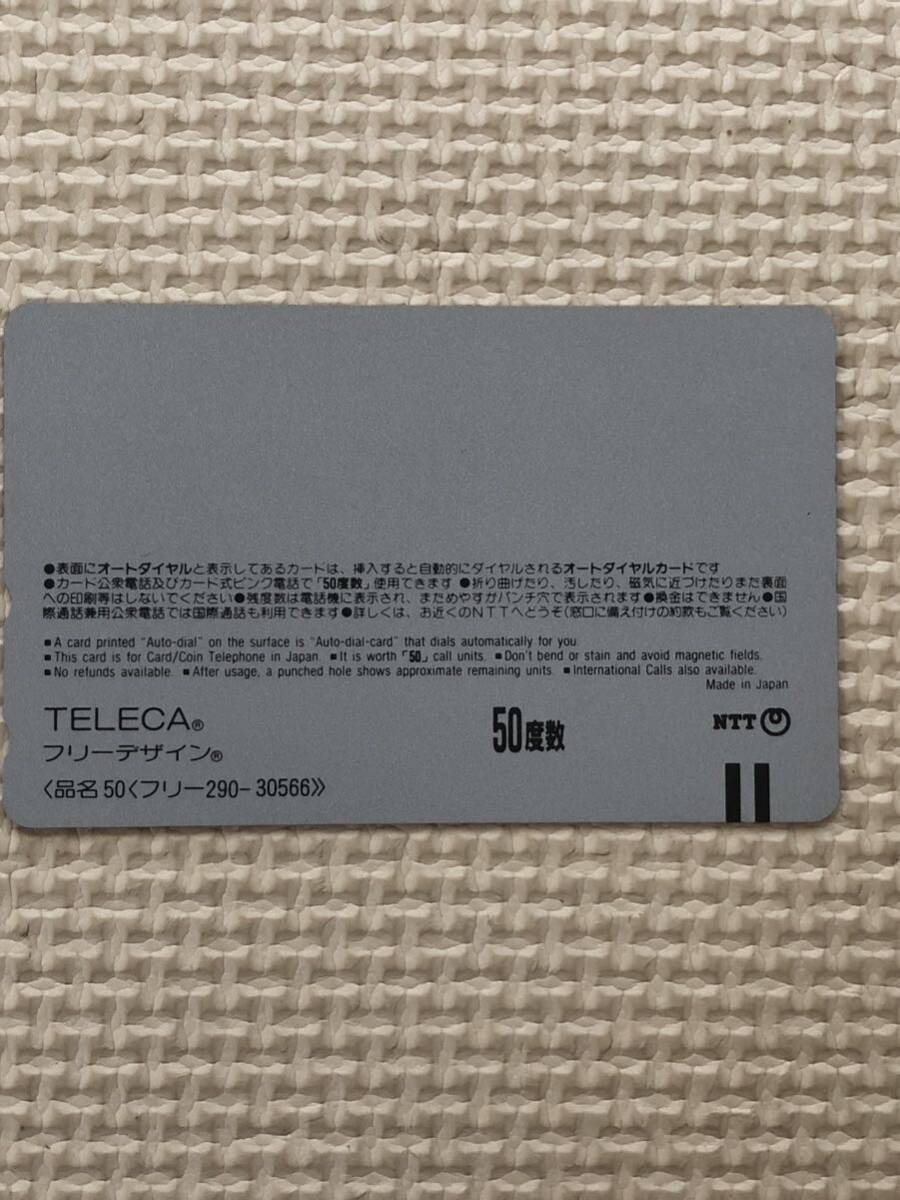 ●表面にオートダイヤルと表示してあるカードは、挿入すると自動的にダイヤルされるオートダイヤルカードです
●カード公衆電話及びカード式ピンク電話で「50度数」使用できます ●折り曲げたり、汚したり、磁気に近づけたりまた裏面
への印刷等はしないでください●残度数は電話機に表示され、まためやすがパンチ穴で表示されます●換金はできません●国
際通話兼用公衆電話では国際通話も利用できます●詳しくは、お近くのNTTへどうぞ(窓口に備え付けの約款もご覧ください)
■A card printed "Auto-dial" on the surface is "Auto-dial-card" that dials automatically for you.
■This card is for Card/Coin Telephone in Japan. ■It is worth「50」call units. ■Don't bend or stain and avoid magnetic fields.
■No refunds available. ■After usage, a punched hole shows approximate remaining units. ■International Calls also available.
Made in Japan
TELECA®
50度数
NTT
フリーデザイン®
〈品名 50〈フリー290-30566》